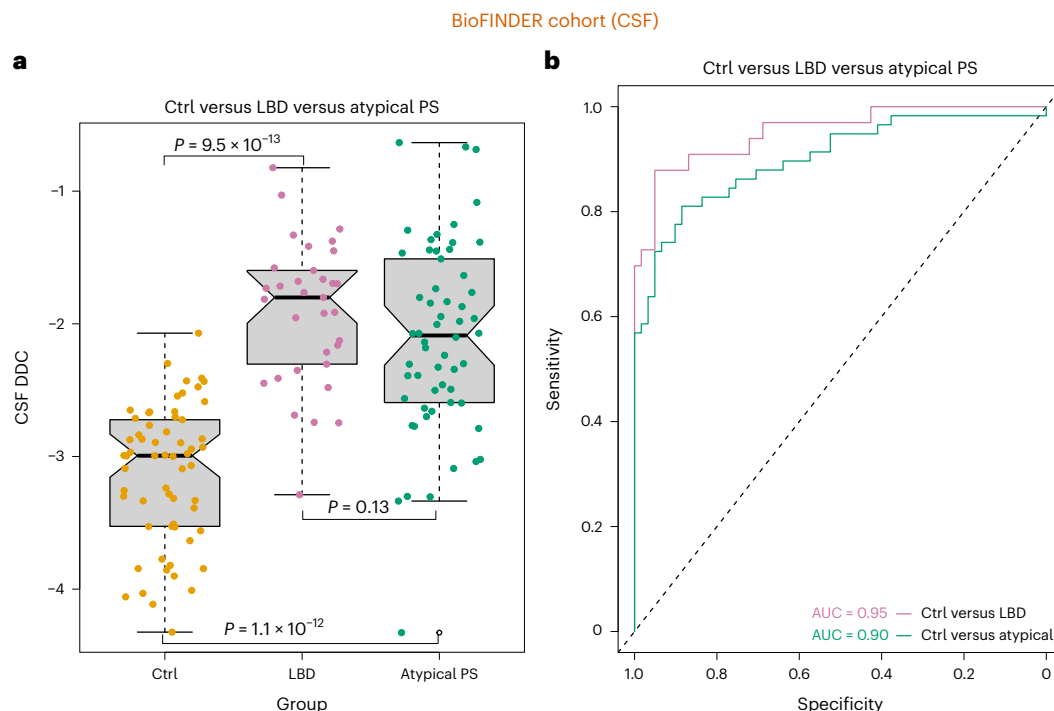 BioFINDER cohort (CSF)
a
Ctrl versus LBD versus atypical PS
P = 9.5 × 10⁻¹³
−1
−2
−3
−4
CSF DDC
P = 0.13
P = 1.1 × 10⁻¹²
Ctrl
LBD
Atypical PS
Group
b
Ctrl versus LBD versus atypical PS
1.0
0.8
0.6
0.4
0.2
0
Sensitivity
AUC = 0.95 — Ctrl versus LBD
AUC = 0.90 — Ctrl versus atypical
1.0
0.8
0.6
0.4
0.2
0
Specificity